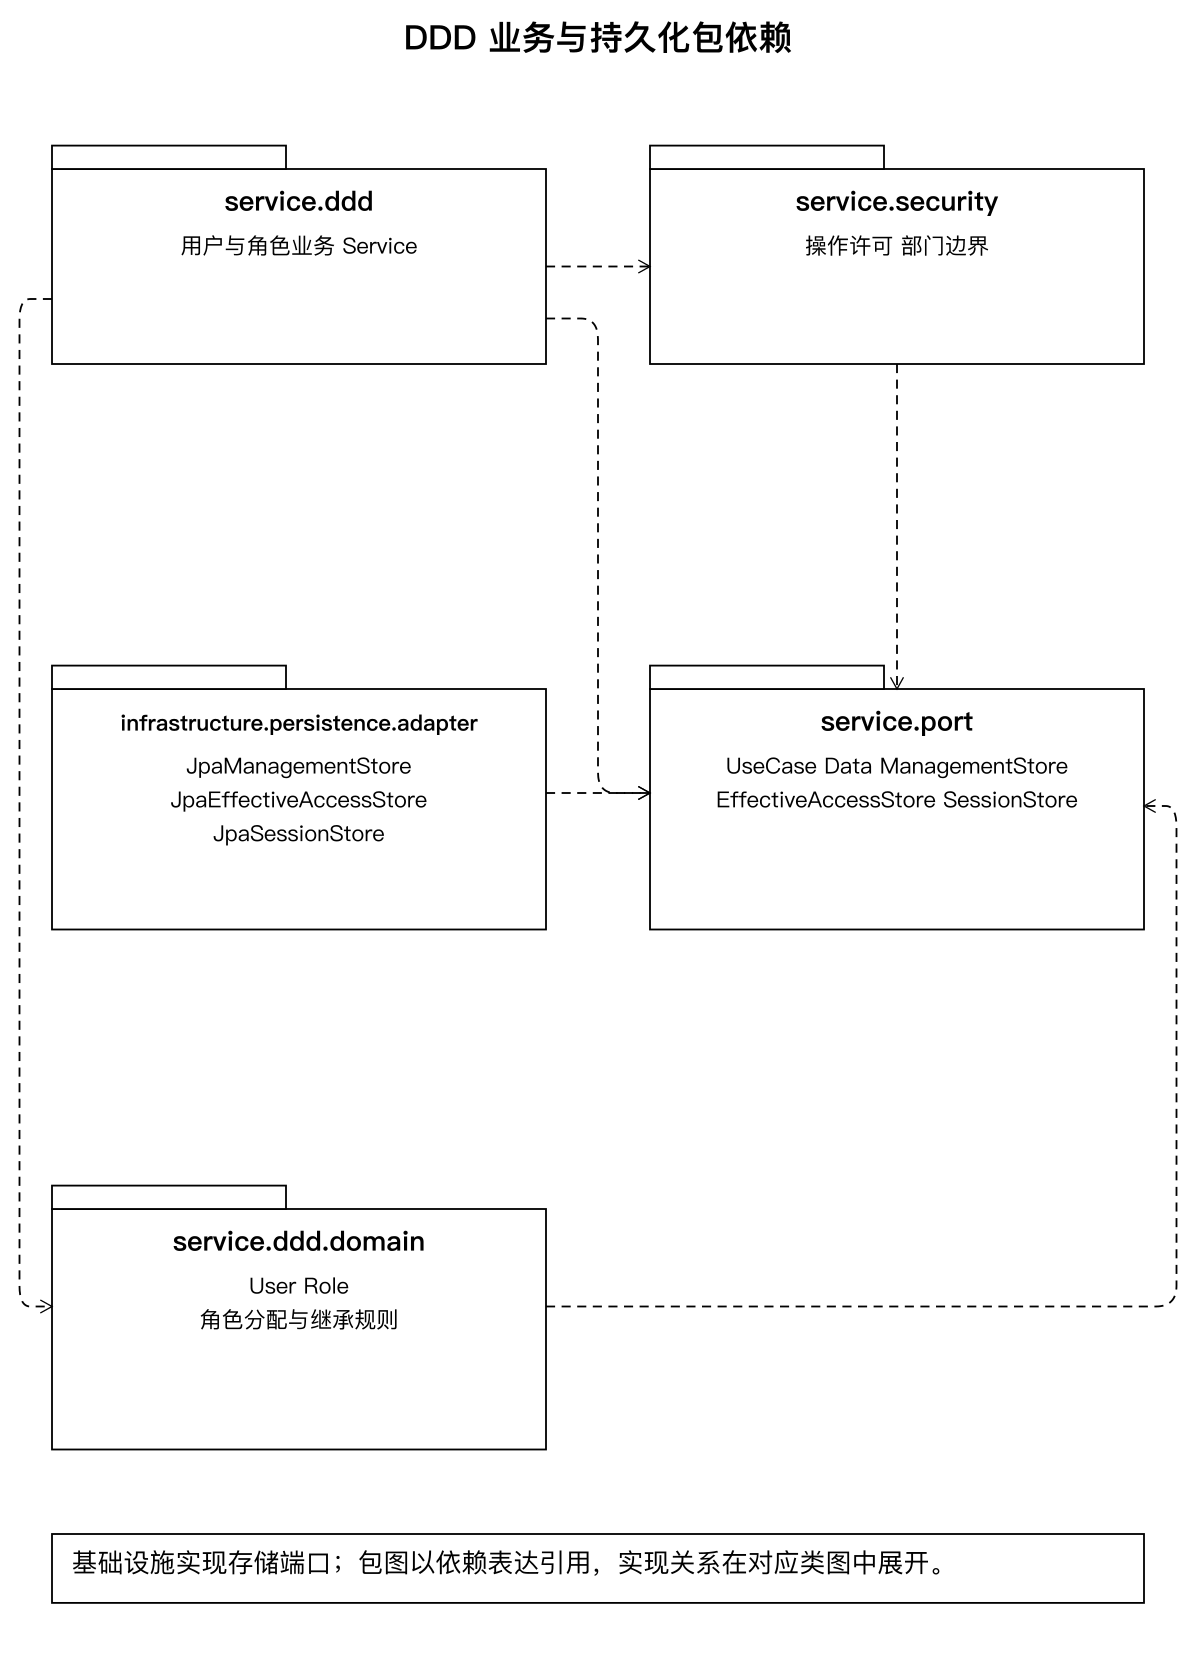 DDD 业务与持久化包依赖
service.ddd
用户与角色业务 Service
service.security
操作许可 部门边界
infrastructure.persistence.adapter
JpaManagementStore
JpaEffectiveAccessStore
JpaSessionStore
service.port
UseCase Data ManagementStore
EffectiveAccessStore SessionStore
service.ddd.domain
User Role
角色分配与继承规则
基础设施实现存储端口；包图以依赖表达引用，实现关系在对应类图中展开。